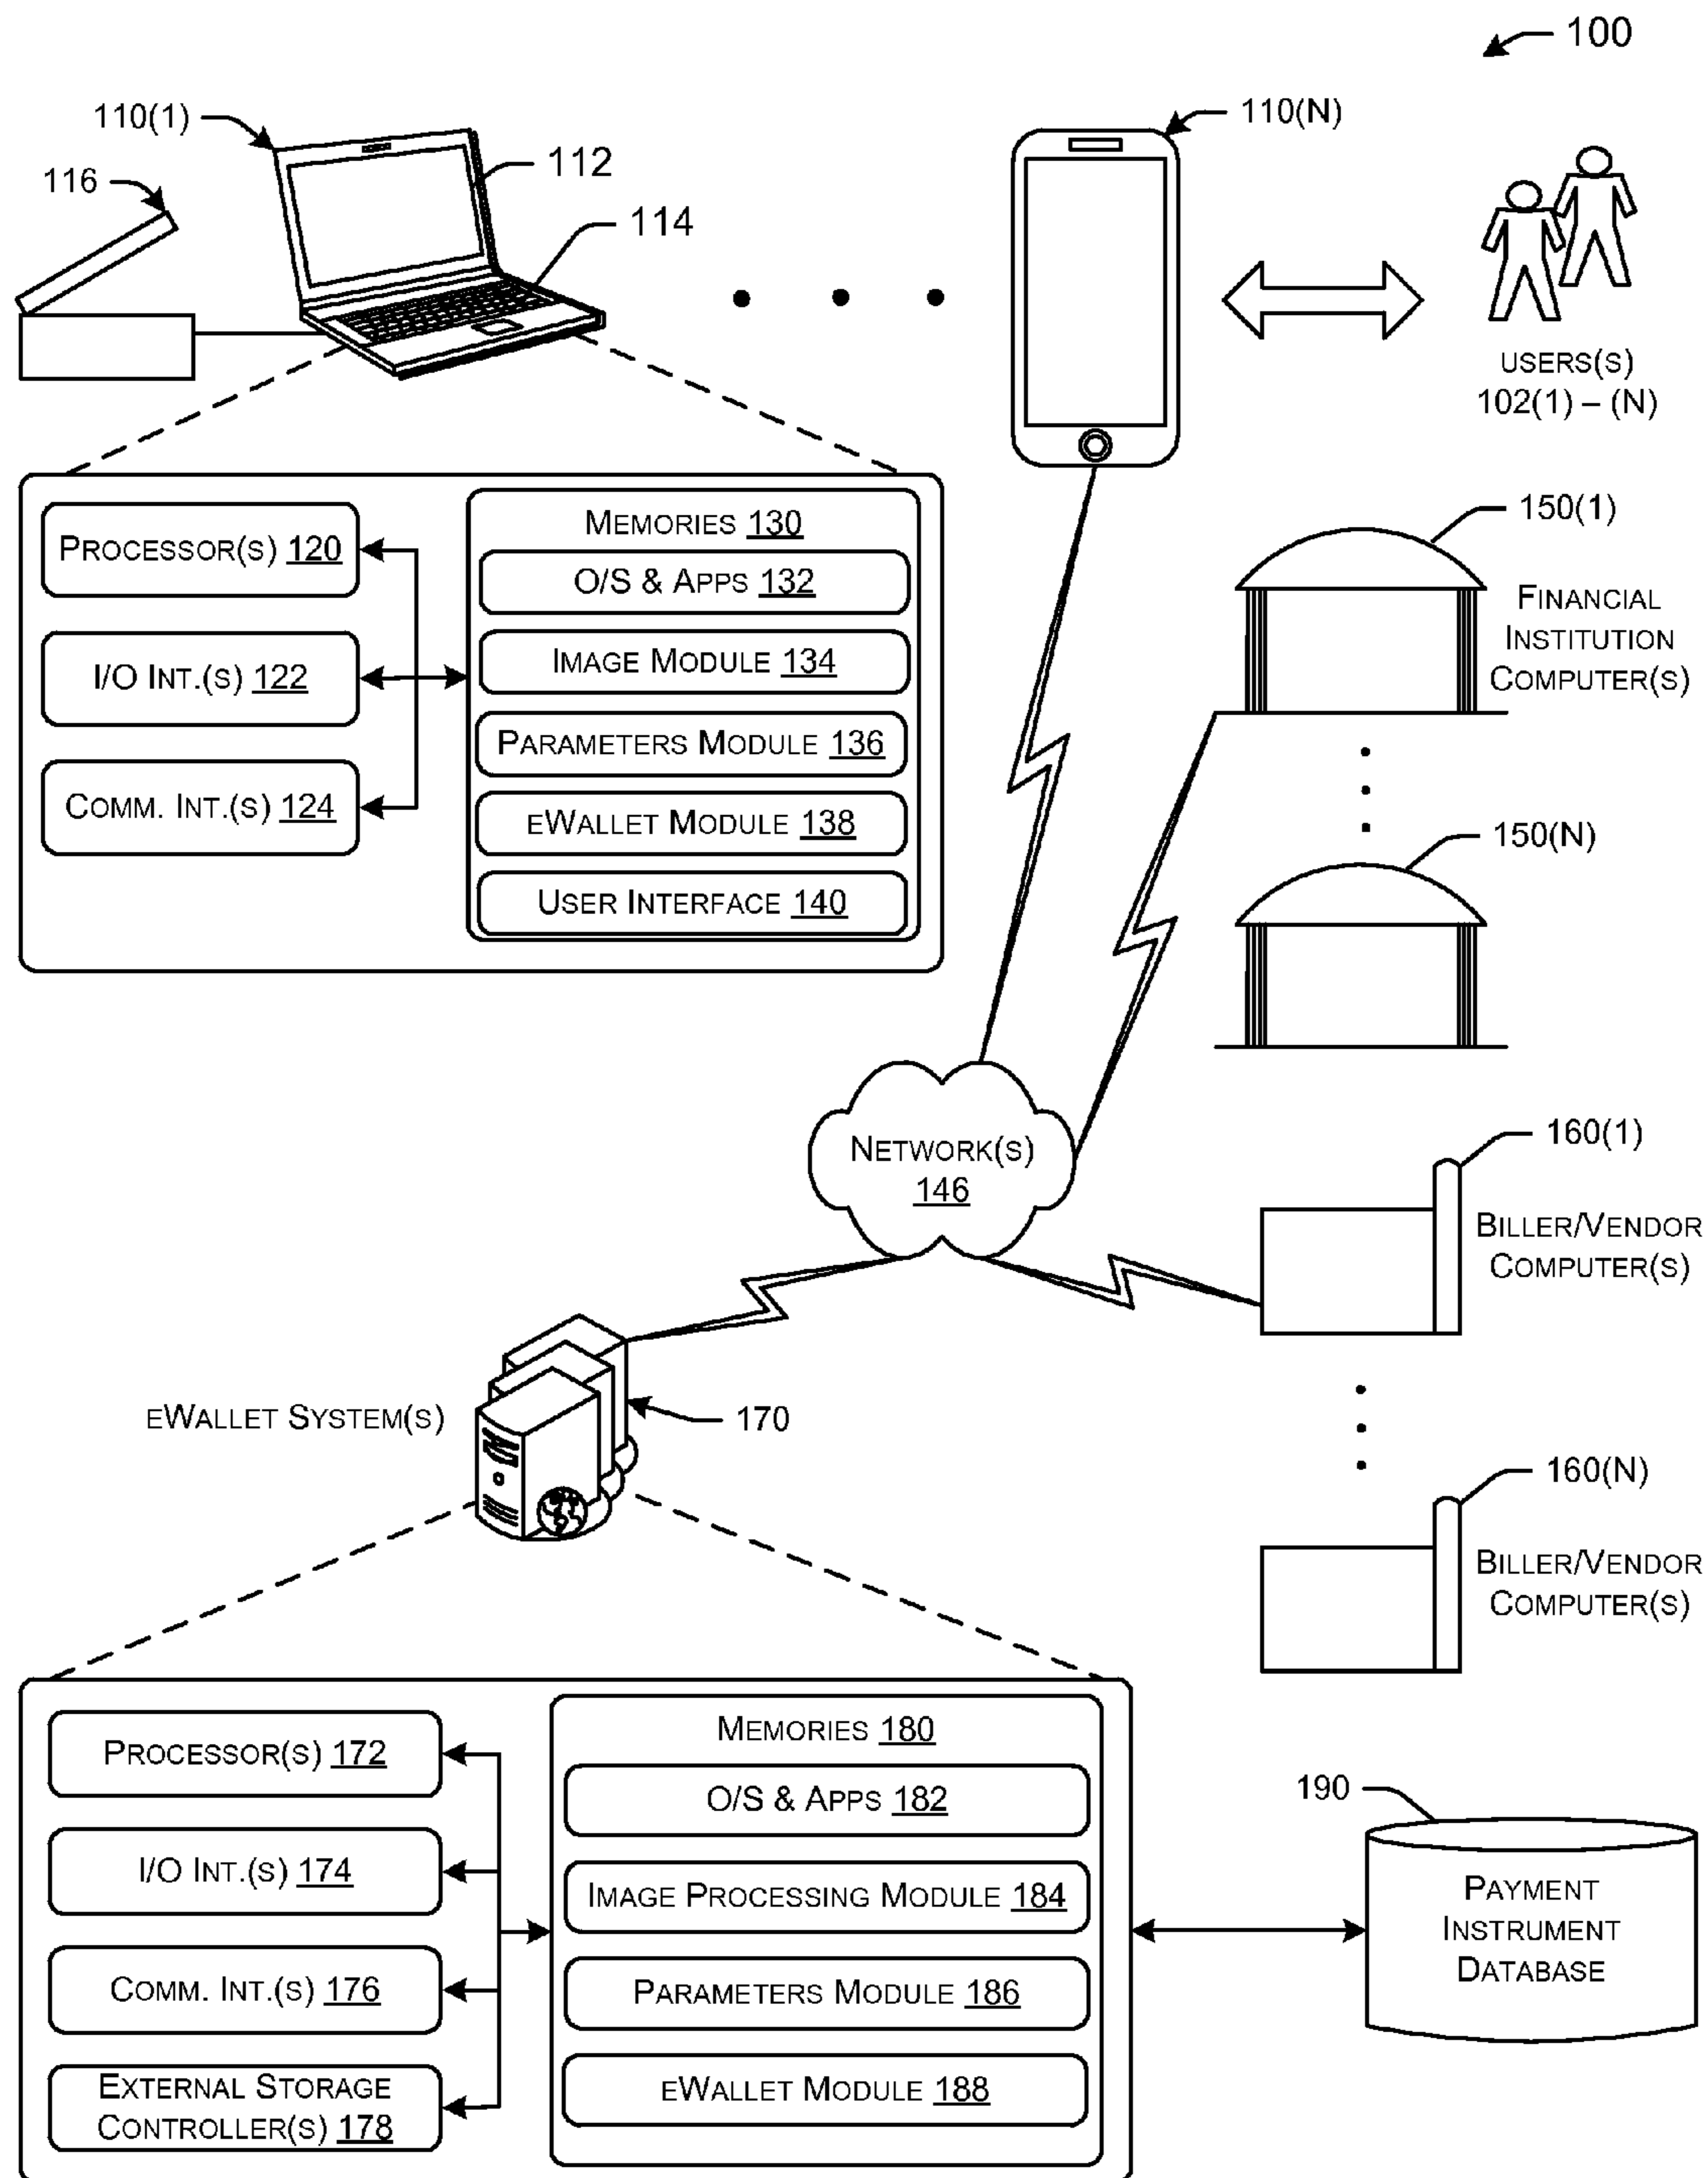 100
110(1)
112
116
114
110(N)
USERS(S)
102(1) – (N)
PROCESSOR(S) 120
I/O INT.(S) 122
COMM. INT.(S) 124
MEMORIES 130
O/S & APPS 132
IMAGE MODULE 134
PARAMETERS MODULE 136
EWALLET MODULE 138
USER INTERFACE 140
150(1)
FINANCIAL
INSTITUTION
COMPUTER(S)
150(N)
NETWORK(S)
146
160(1)
BILLER/VENDOR
COMPUTER(S)
EWALLET SYSTEM(S)
170
160(N)
BILLER/VENDOR
COMPUTER(S)
PROCESSOR(S) 172
I/O INT.(S) 174
COMM. INT.(S) 176
EXTERNAL STORAGE
CONTROLLER(S) 178
MEMORIES 180
O/S & APPS 182
IMAGE PROCESSING MODULE 184
PARAMETERS MODULE 186
EWALLET MODULE 188
190
PAYMENT
INSTRUMENT
DATABASE